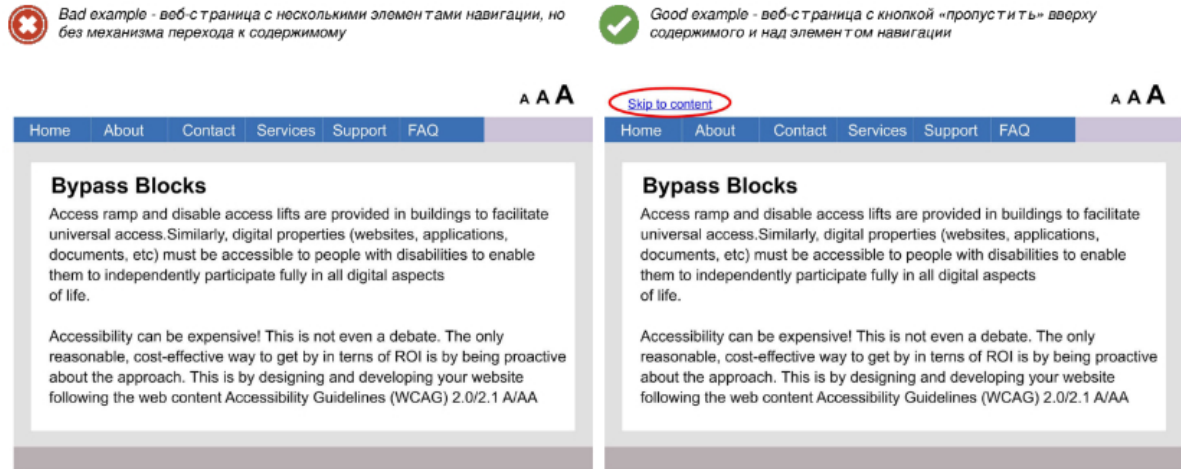 Bad example - веб-страница с несколькими элементами навигации, но
без механизма перехода к содержимому
A A A
Home About Contact Services Support FAQ
Bypass Blocks
Access ramp and disable access lifts are provided in buildings to facilitate
universal access.Similarly, digital properties (websites, applications,
documents, etc) must be accessible to people with disabilities to enable
them to independently participate fully in all digital aspects
of life.
Accessibility can be expensive! This is not even a debate. The only
reasonable, cost-effective way to get by in terns of ROI is by being proactive
about the approach. This is by designing and developing your website
following the web content Accessibility Guidelines (WCAG) 2.0/2.1 A/AA
Good example - веб-страница с кнопкой «пропустить» вверху
содержимого и над элементом навигации
Skip to content
A A A
Home About Contact Services Support FAQ
Bypass Blocks
Access ramp and disable access lifts are provided in buildings to facilitate
universal access.Similarly, digital properties (websites, applications,
documents, etc) must be accessible to people with disabilities to enable
them to independently participate fully in all digital aspects
of life.
Accessibility can be expensive! This is not even a debate. The only
reasonable, cost-effective way to get by in terns of ROI is by being proactive
about the approach. This is by designing and developing your website
following the web content Accessibility Guidelines (WCAG) 2.0/2.1 A/AA